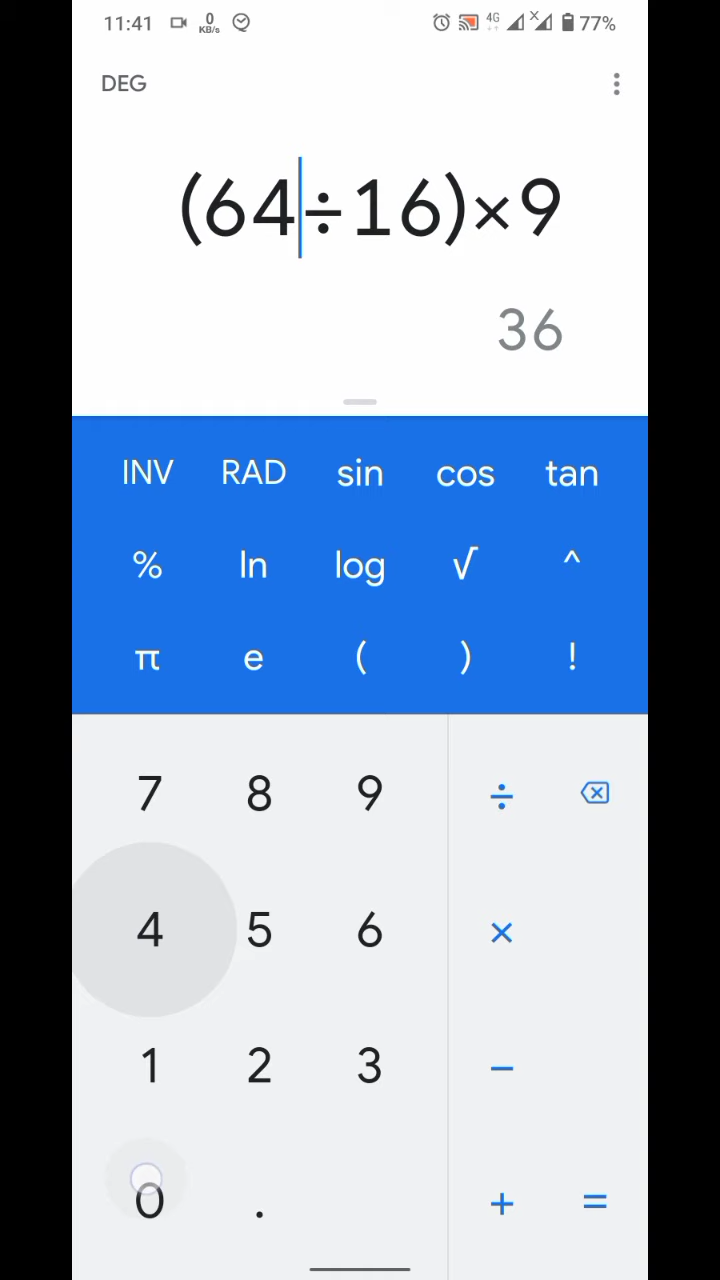 11:41 0 KB/s 4G 77%
DEG
(64÷16)×9
36
INV RAD sin cos tan
% ln log √ ^
π e ( ) !
7 8 9 ÷
4 5 6 ×
1 2 3 −
0 . + =